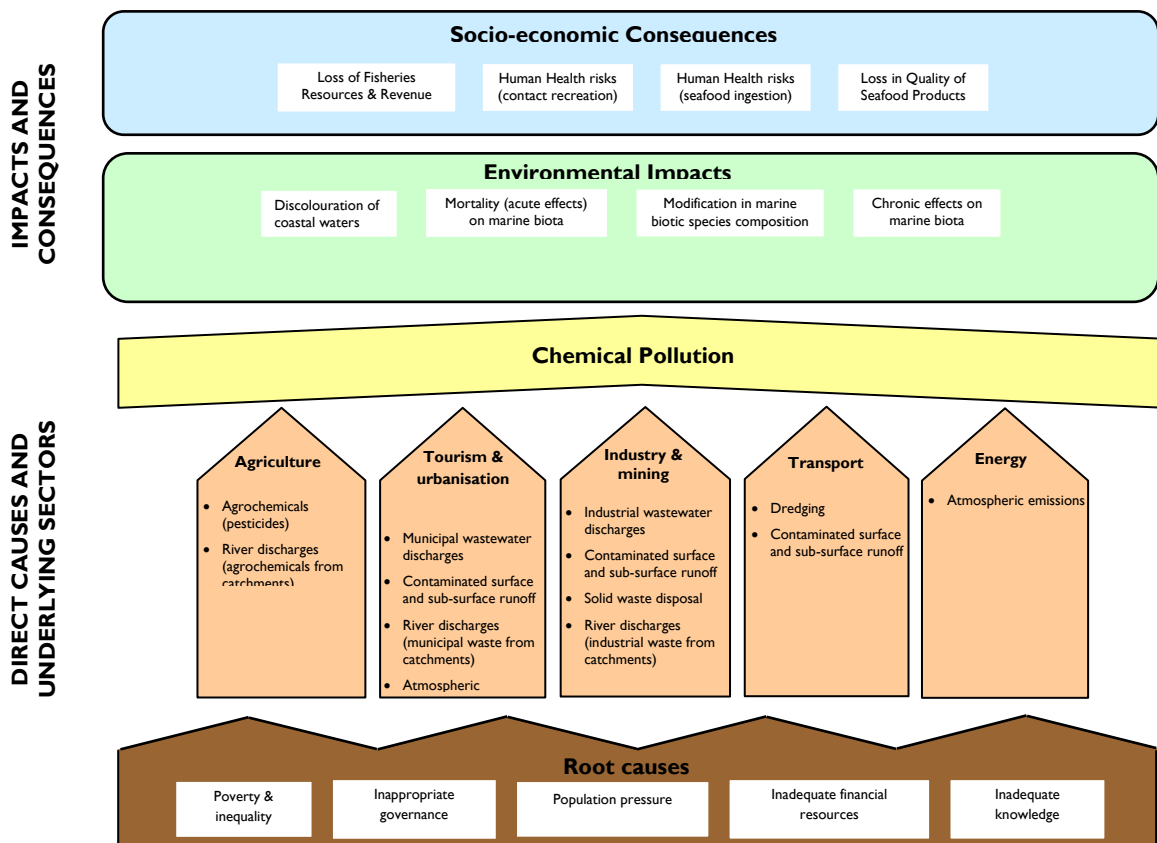 IMPACTS AND
CONSEQUENCES
Socio-economic Consequences
Loss of Fisheries
Resources & Revenue
Human Health risks
(contact recreation)
Human Health risks
(seafood ingestion)
Loss in Quality of
Seafood Products
Environmental Impacts
Discolouration of
coastal waters
Mortality (acute effects)
on marine biota
Modification in marine
biotic species composition
Chronic effects on
marine biota
DIRECT CAUSES AND
UNDERLYING SECTORS
Chemical Pollution
Agriculture
• Agrochemicals
(pesticides)
• River discharges
(agrochemicals from
catchments)
Tourism &
urbanisation
• Municipal wastewater
discharges
• Contaminated surface
and sub-surface runoff
• River discharges
(municipal waste from
catchments)
• Atmospheric
Industry &
mining
• Industrial wastewater
discharges
• Contaminated surface
and sub-surface runoff
• Solid waste disposal
• River discharges
(industrial waste from
catchments)
Transport
• Dredging
• Contaminated surface
and sub-surface runoff
Energy
• Atmospheric emissions
Root causes
Poverty &
inequality
Inappropriate
governance
Population pressure
Inadequate financial
resources
Inadequate
knowledge